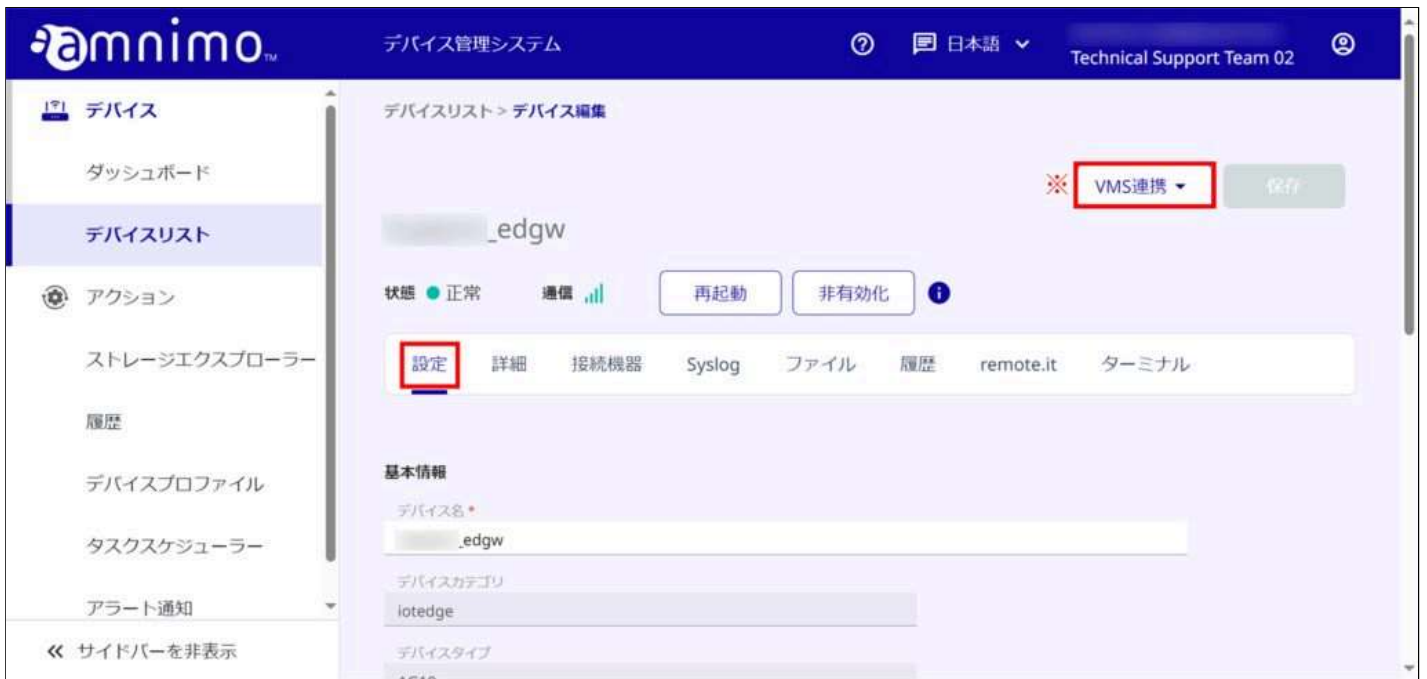 amnimo™
デバイス管理システム
日本語
Technical Support Team 02
デバイス
ダッシュボード
デバイスリスト
アクション
ストレージエクスプローラー
履歴
デバイスプロファイル
タスクスケジューラー
アラート通知
サイドバーを非表示
デバイスリスト > デバイス編集
※ VMS連携 保存
_edgw
状態 正常 通信 再起動 非有効化
設定 詳細 接続機器 Syslog ファイル 履歴 remote.it ターミナル
基本情報
デバイス名 *
_edgw
デバイスカテゴリ
iotedge
デバイスタイプ